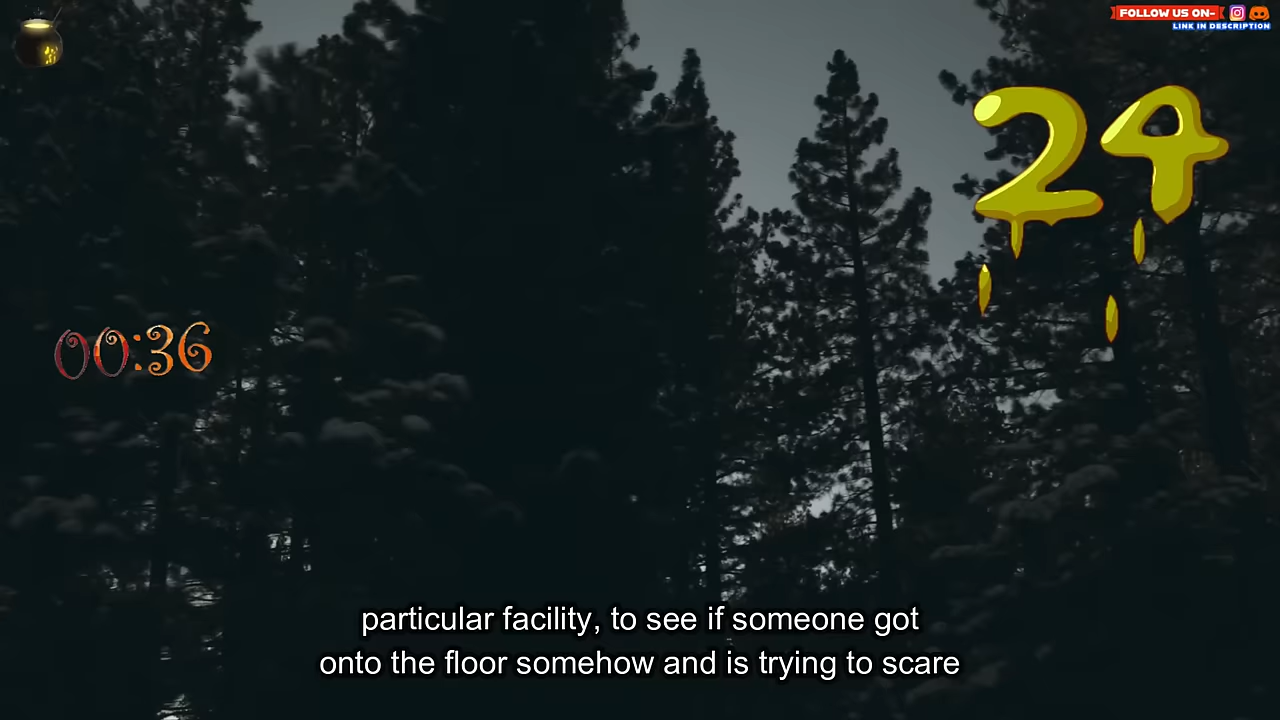 FOLLOW US ON-
LINK IN DESCRIPTION
24
00:36
particular facility, to see if someone got
onto the floor somehow and is trying to scare